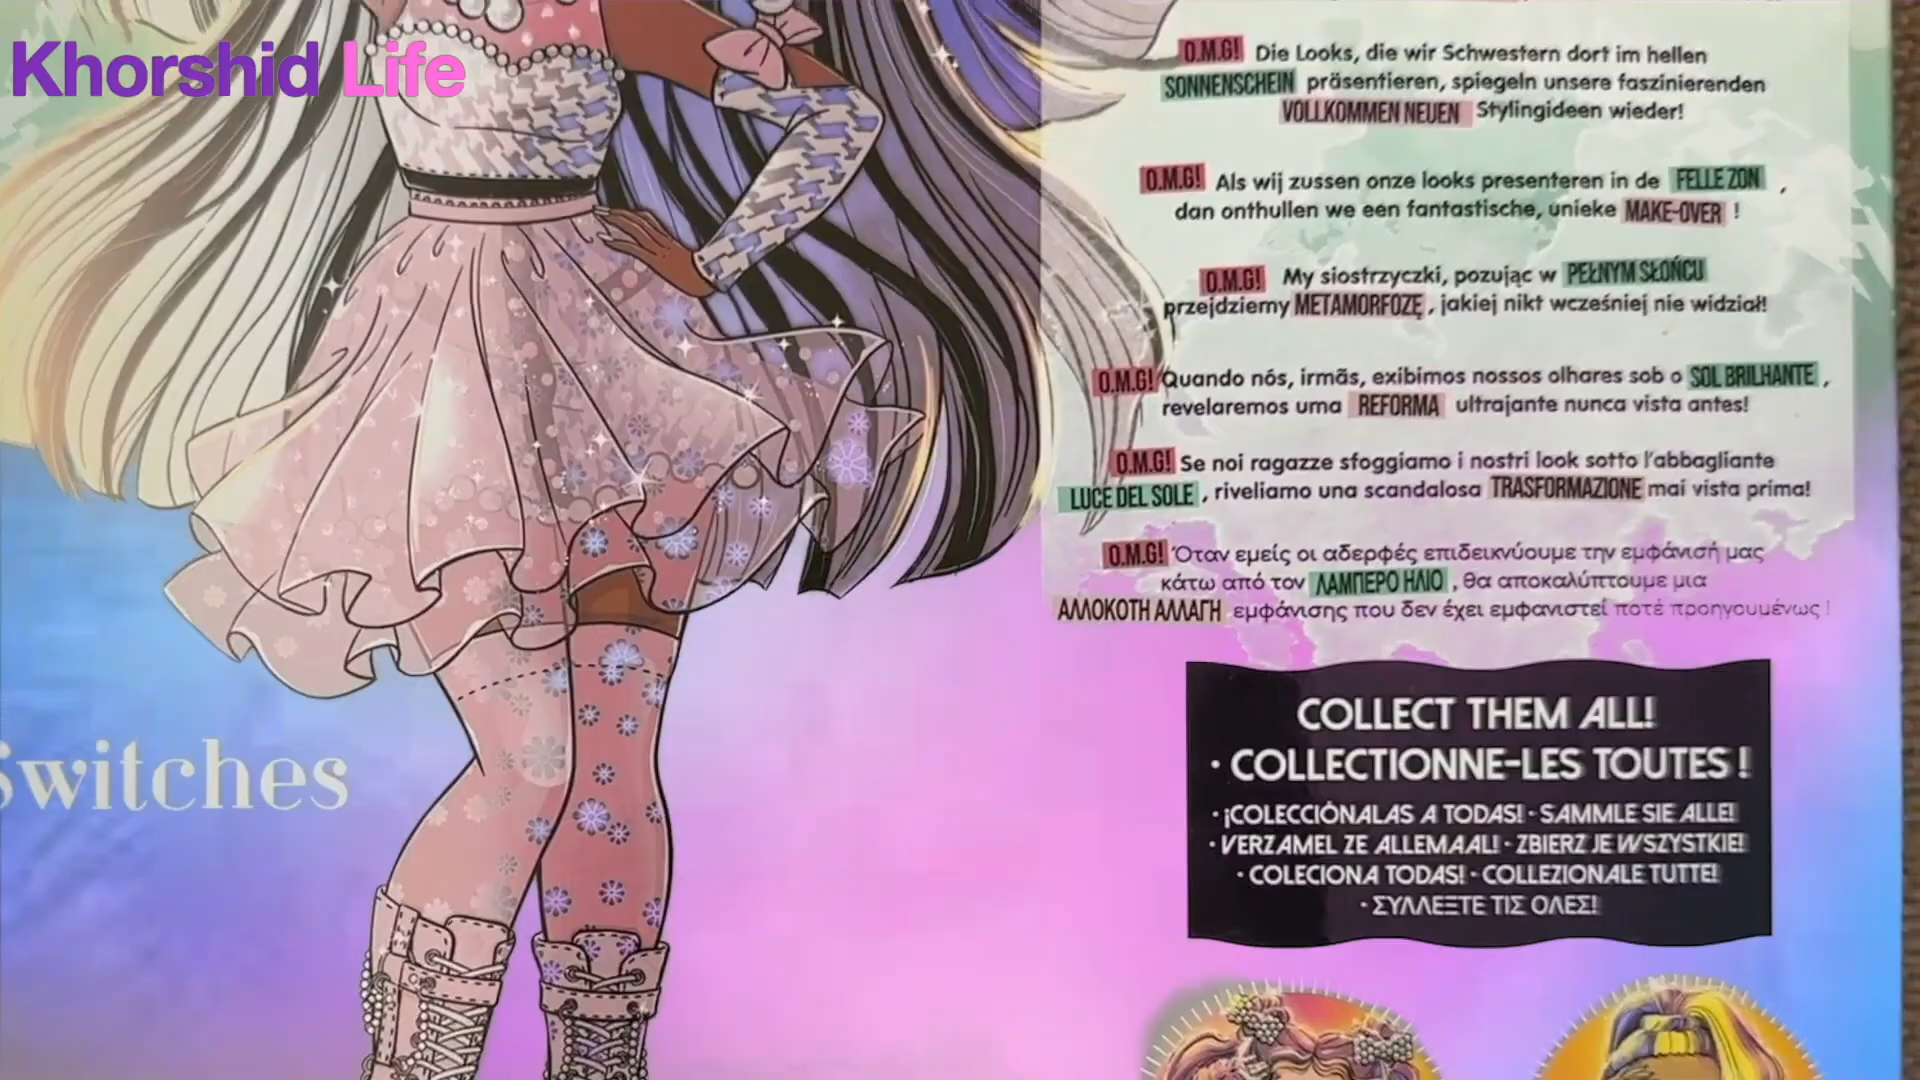 Khorshid Life
O.M.G! Die Looks, die wir Schwestern dort im hellen
SONNENSCHEIN präsentieren, spiegeln unsere faszinierenden
VOLLKOMMEN NEUEN Stylingideen wieder!
O.M.G! Als wij zussen onze looks presenteren in de FELLE ZON ,
dan onthullen we een fantastische, unieke MAKE-OVER !
O.M.G! My siostrzyczki, pozując w PEŁNYM SŁOŃCU
przejdziemy METAMORFOZĘ , jakiej nikt wcześniej nie widział!
O.M.G! Quando nós, irmãs, exibimos nossos olhares sob o SOL BRILHANTE ,
revelaremos uma REFORMA ultrajante nunca vista antes!
O.M.G! Se noi ragazze sfoggiamo i nostri look sotto l'abbagliante
LUCE DEL SOLE , riveliamo una scandalosa TRASFORMAZIONE mai vista prima!
O.M.G! Όταν εμείς οι αδερφές επιδεικνύουμε την εμφάνισή μας
κάτω από τον ΛΑΜΠΕΡΟ ΗΛΙΟ , θα αποκαλύπτουμε μια
ΑΛΛΟΚΟΤΗ ΑΛΛΑΓΗ εμφάνισης που δεν έχει εμφανιστεί ποτέ προηγουμένως !
Switches
COLLECT THEM ALL!
· COLLECTIONNE-LES TOUTES !
· ¡COLECCIÓNALAS A TODAS! · SAMMLE SIE ALLE!
· VERZAMEL ZE ALLEMAAL! · ZBIERZ JE WSZYSTKIE!
· COLECIONA TODAS! · COLLEZIONALE TUTTE!
· ΣΥΛΛΕΞΤΕ ΤΙΣ ΟΛΕΣ!